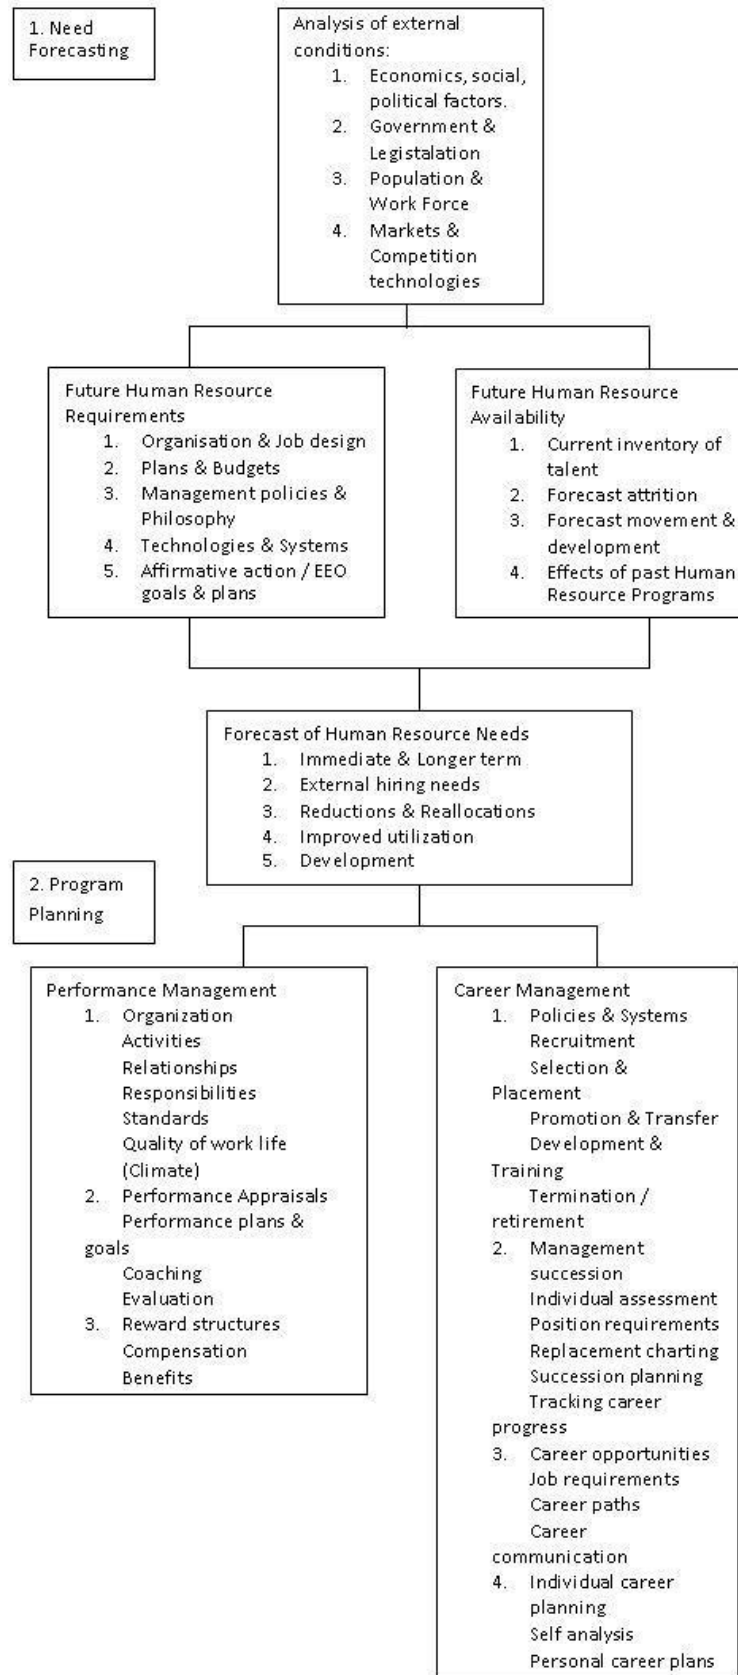 1. Need
Forecasting
Analysis of external
conditions:
1. Economics, social,
political factors.
2. Government &
Legistalation
3. Population &
Work Force
4. Markets &
Competition
technologies
Future Human Resource
Requirements
1. Organisation & Job design
2. Plans & Budgets
3. Management policies &
Philosophy
4. Technologies & Systems
5. Affirmative action / EEO
goals & plans
Future Human Resource
Availability
1. Current inventory of
talent
2. Forecast attrition
3. Forecast movement &
development
4. Effects of past Human
Resource Programs
Forecast of Human Resource Needs
1. Immediate & Longer term
2. External hiring needs
3. Reductions & Reallocations
4. Improved utilization
5. Development
2. Program
Planning
Performance Management
1. Organization
Activities
Relationships
Responsibilities
Standards
Quality of work life
(Climate)
2. Performance Appraisals
Performance plans &
goals
Coaching
Evaluation
3. Reward structures
Compensation
Benefits
Career Management
1. Policies & Systems
Recruitment
Selection &
Placement
Promotion & Transfer
Development &
Training
Termination /
retirement
2. Management
succession
Individual assessment
Position requirements
Replacement charting
Succession planning
Tracking career
progress
3. Career opportunities
Job requirements
Career paths
Career
communication
4. Individual career
planning
Self analysis
Personal career plans